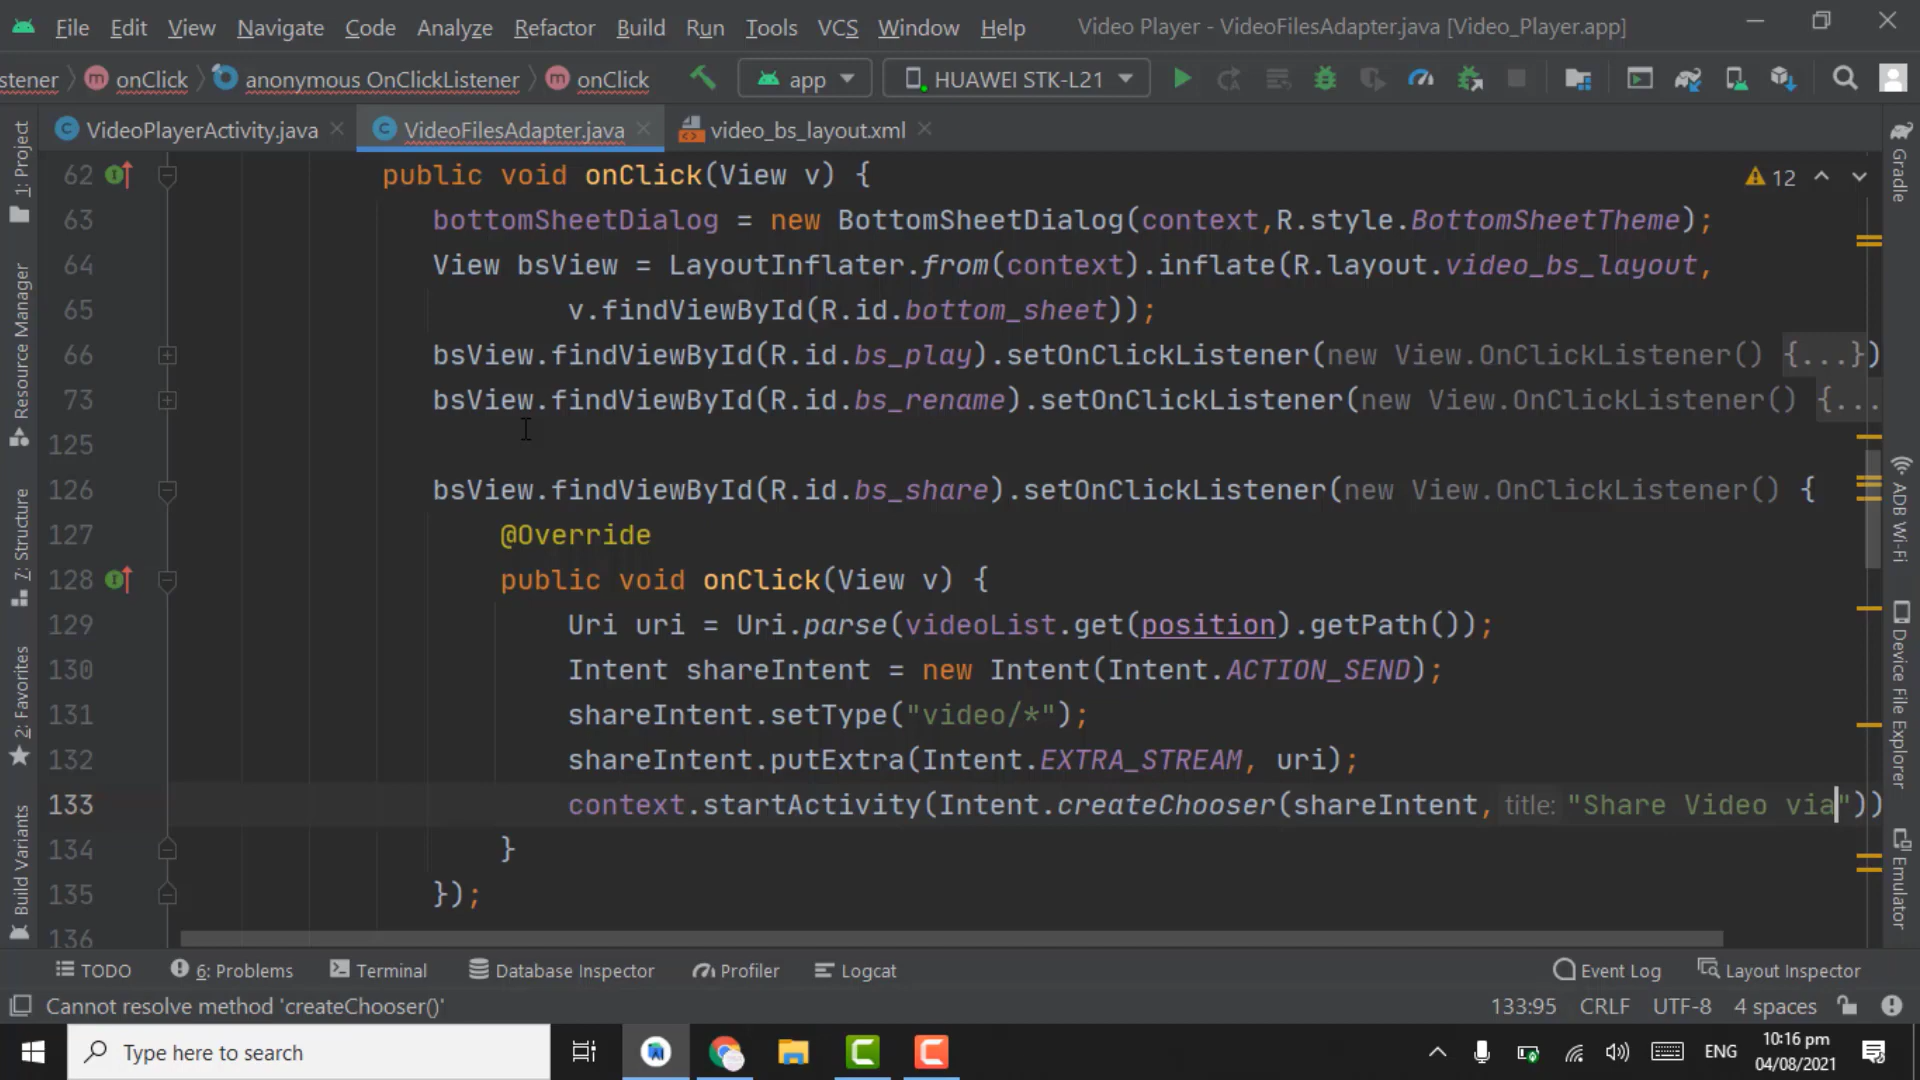 File Edit View Navigate Code Analyze Refactor Build Run Tools VCS Window Help Video Player - VideoFilesAdapter.java [Video_Player.app]
stener onClick anonymous OnClickListener onClick app HUAWEI STK-L21
VideoPlayerActivity.java VideoFilesAdapter.java video_bs_layout.xml
62 public void onClick(View v) { 12
63 bottomSheetDialog = new BottomSheetDialog(context,R.style.BottomSheetTheme);
64 View bsView = LayoutInflater.from(context).inflate(R.layout.video_bs_layout,
65 v.findViewById(R.id.bottom_sheet));
66 bsView.findViewById(R.id.bs_play).setOnClickListener(new View.OnClickListener() {...})
73 bsView.findViewById(R.id.bs_rename).setOnClickListener(new View.OnClickListener() {...
125
126 bsView.findViewById(R.id.bs_share).setOnClickListener(new View.OnClickListener() {
127 @Override
128 public void onClick(View v) {
129 Uri uri = Uri.parse(videoList.get(position).getPath());
130 Intent shareIntent = new Intent(Intent.ACTION_SEND);
131 shareIntent.setType("video/*");
132 shareIntent.putExtra(Intent.EXTRA_STREAM, uri);
133 context.startActivity(Intent.createChooser(shareIntent, title: "Share Video via"))
134 }
135 });
136
1: Project
Resource Manager
7: Structure
2: Favorites
Build Variants
Gradle
ADB Wi-Fi
Device File Explorer
Emulator
TODO 6: Problems Terminal Database Inspector Profiler Logcat Event Log Layout Inspector
Cannot resolve method 'createChooser()' 133:95 CRLF UTF-8 4 spaces
Type here to search ENG 10:16 pm
04/08/2021